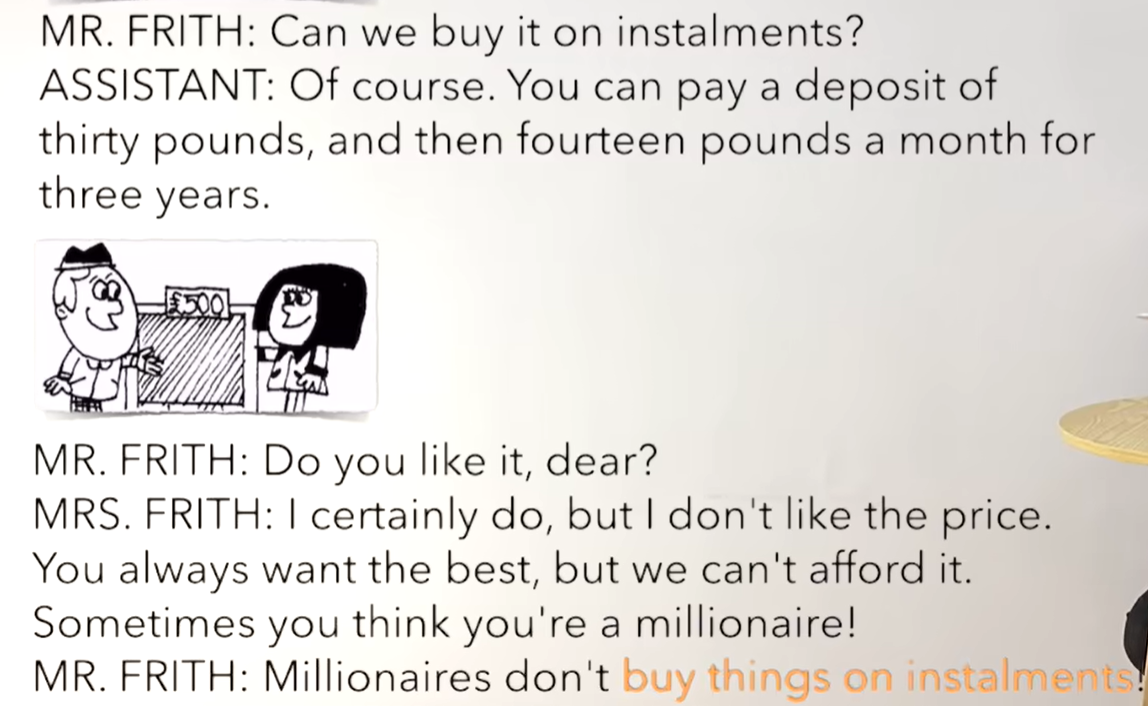 MR. FRITH: Can we buy it on instalments?
ASSISTANT: Of course. You can pay a deposit of
thirty pounds, and then fourteen pounds a month for
three years.
£500
MR. FRITH: Do you like it, dear?
MRS. FRITH: I certainly do, but I don't like the price.
You always want the best, but we can't afford it.
Sometimes you think you're a millionaire!
MR. FRITH: Millionaires don't buy things on instalments!